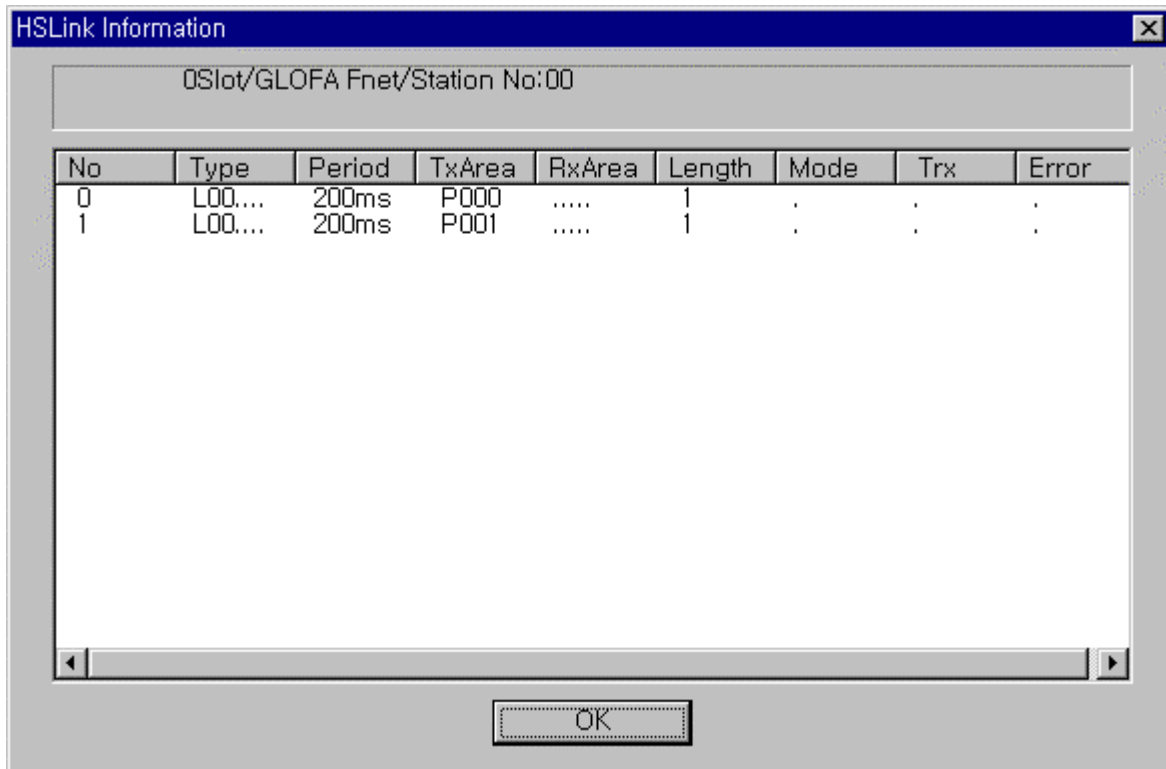 HSLink Information
0Slot/GLOFA Fnet/Station No:00
No Type Period TxArea RxArea Length Mode Trx Error
0 L00.... 200ms P000 ..... 1 . . .
1 L00.... 200ms P001 ..... 1 . . .
OK